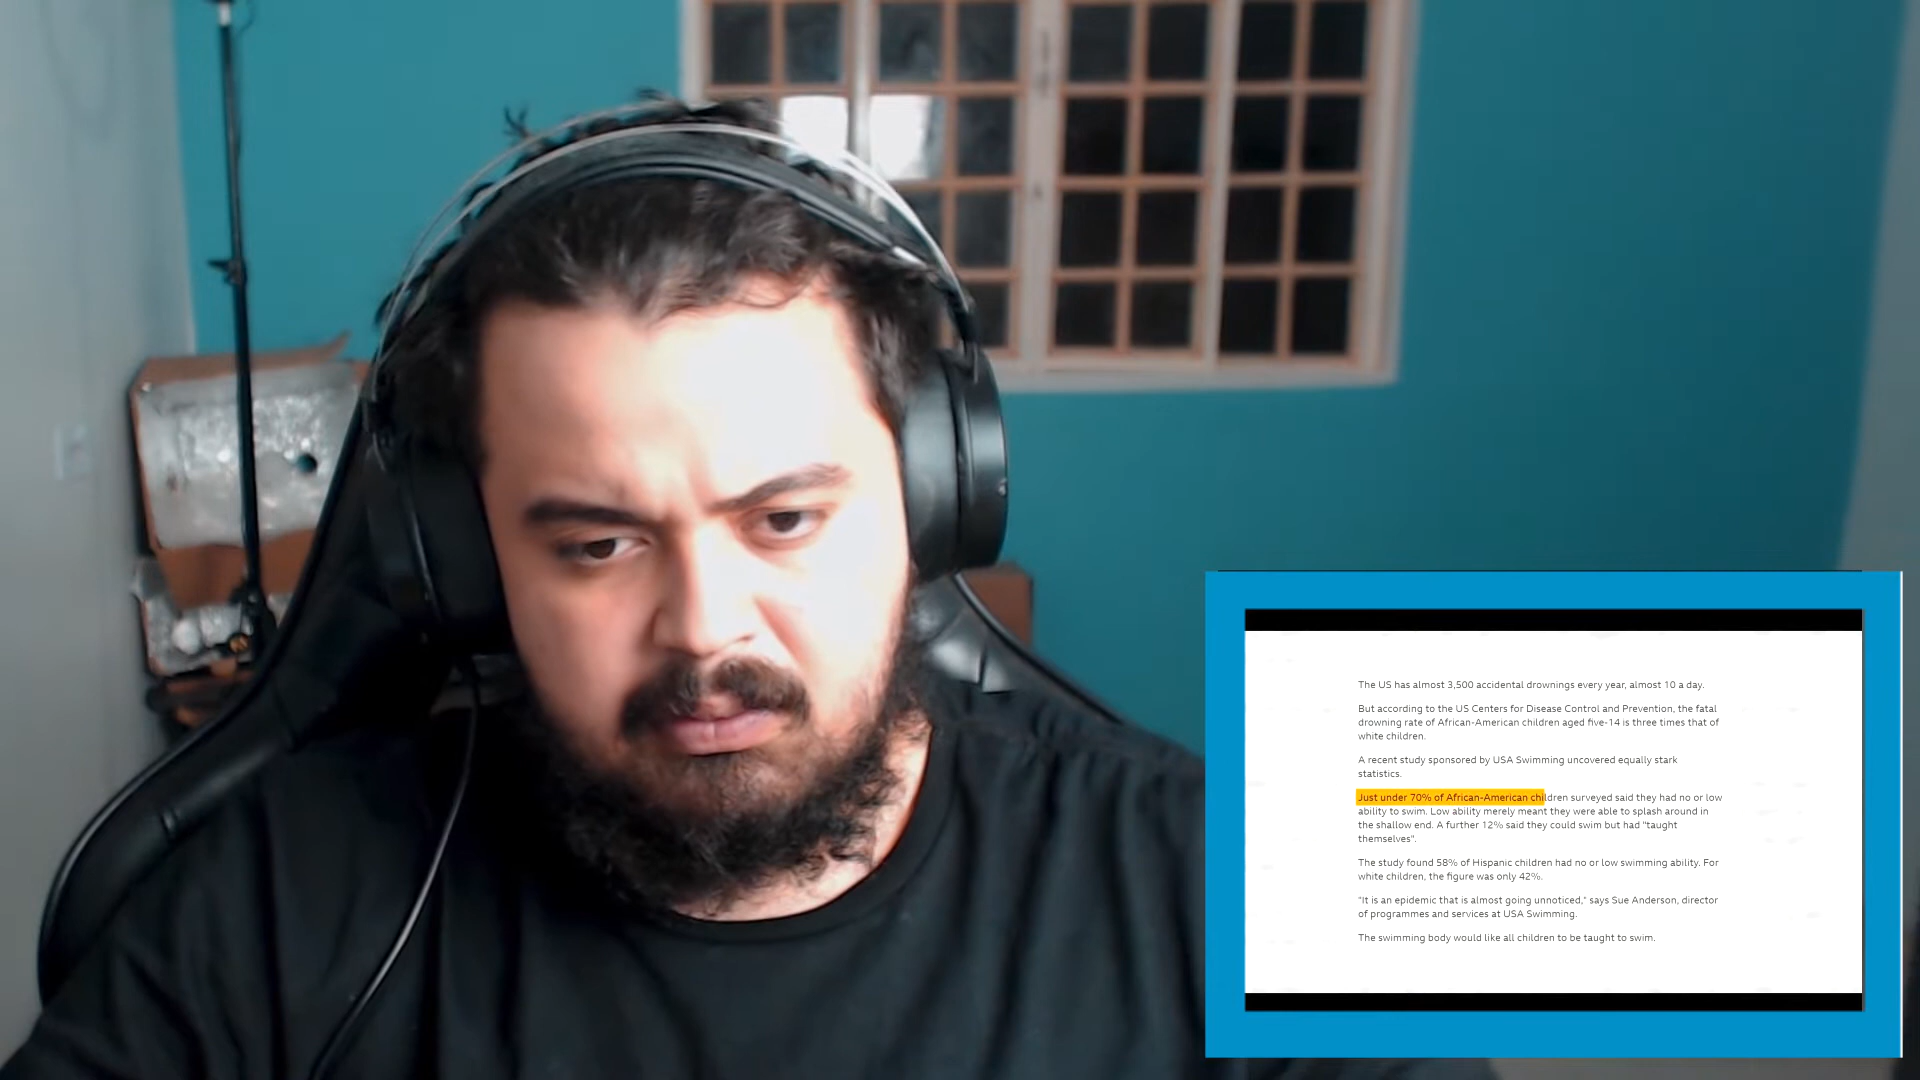 The US has almost 3,500 accidental drownings every year, almost 10 a day.
But according to the US Centers for Disease Control and Prevention, the fatal
drowning rate of African-American children aged five-14 is three times that of
white children.
A recent study sponsored by USA Swimming uncovered equally stark
statistics.
Just under 70% of African-American children surveyed said they had no or low
ability to swim. Low ability merely meant they were able to splash around in
the shallow end. A further 12% said they could swim but had "taught
themselves".
The study found 58% of Hispanic children had no or low swimming ability. For
white children, the figure was only 42%.
"It is an epidemic that is almost going unnoticed," says Sue Anderson, director
of programmes and services at USA Swimming.
The swimming body would like all children to be taught to swim.